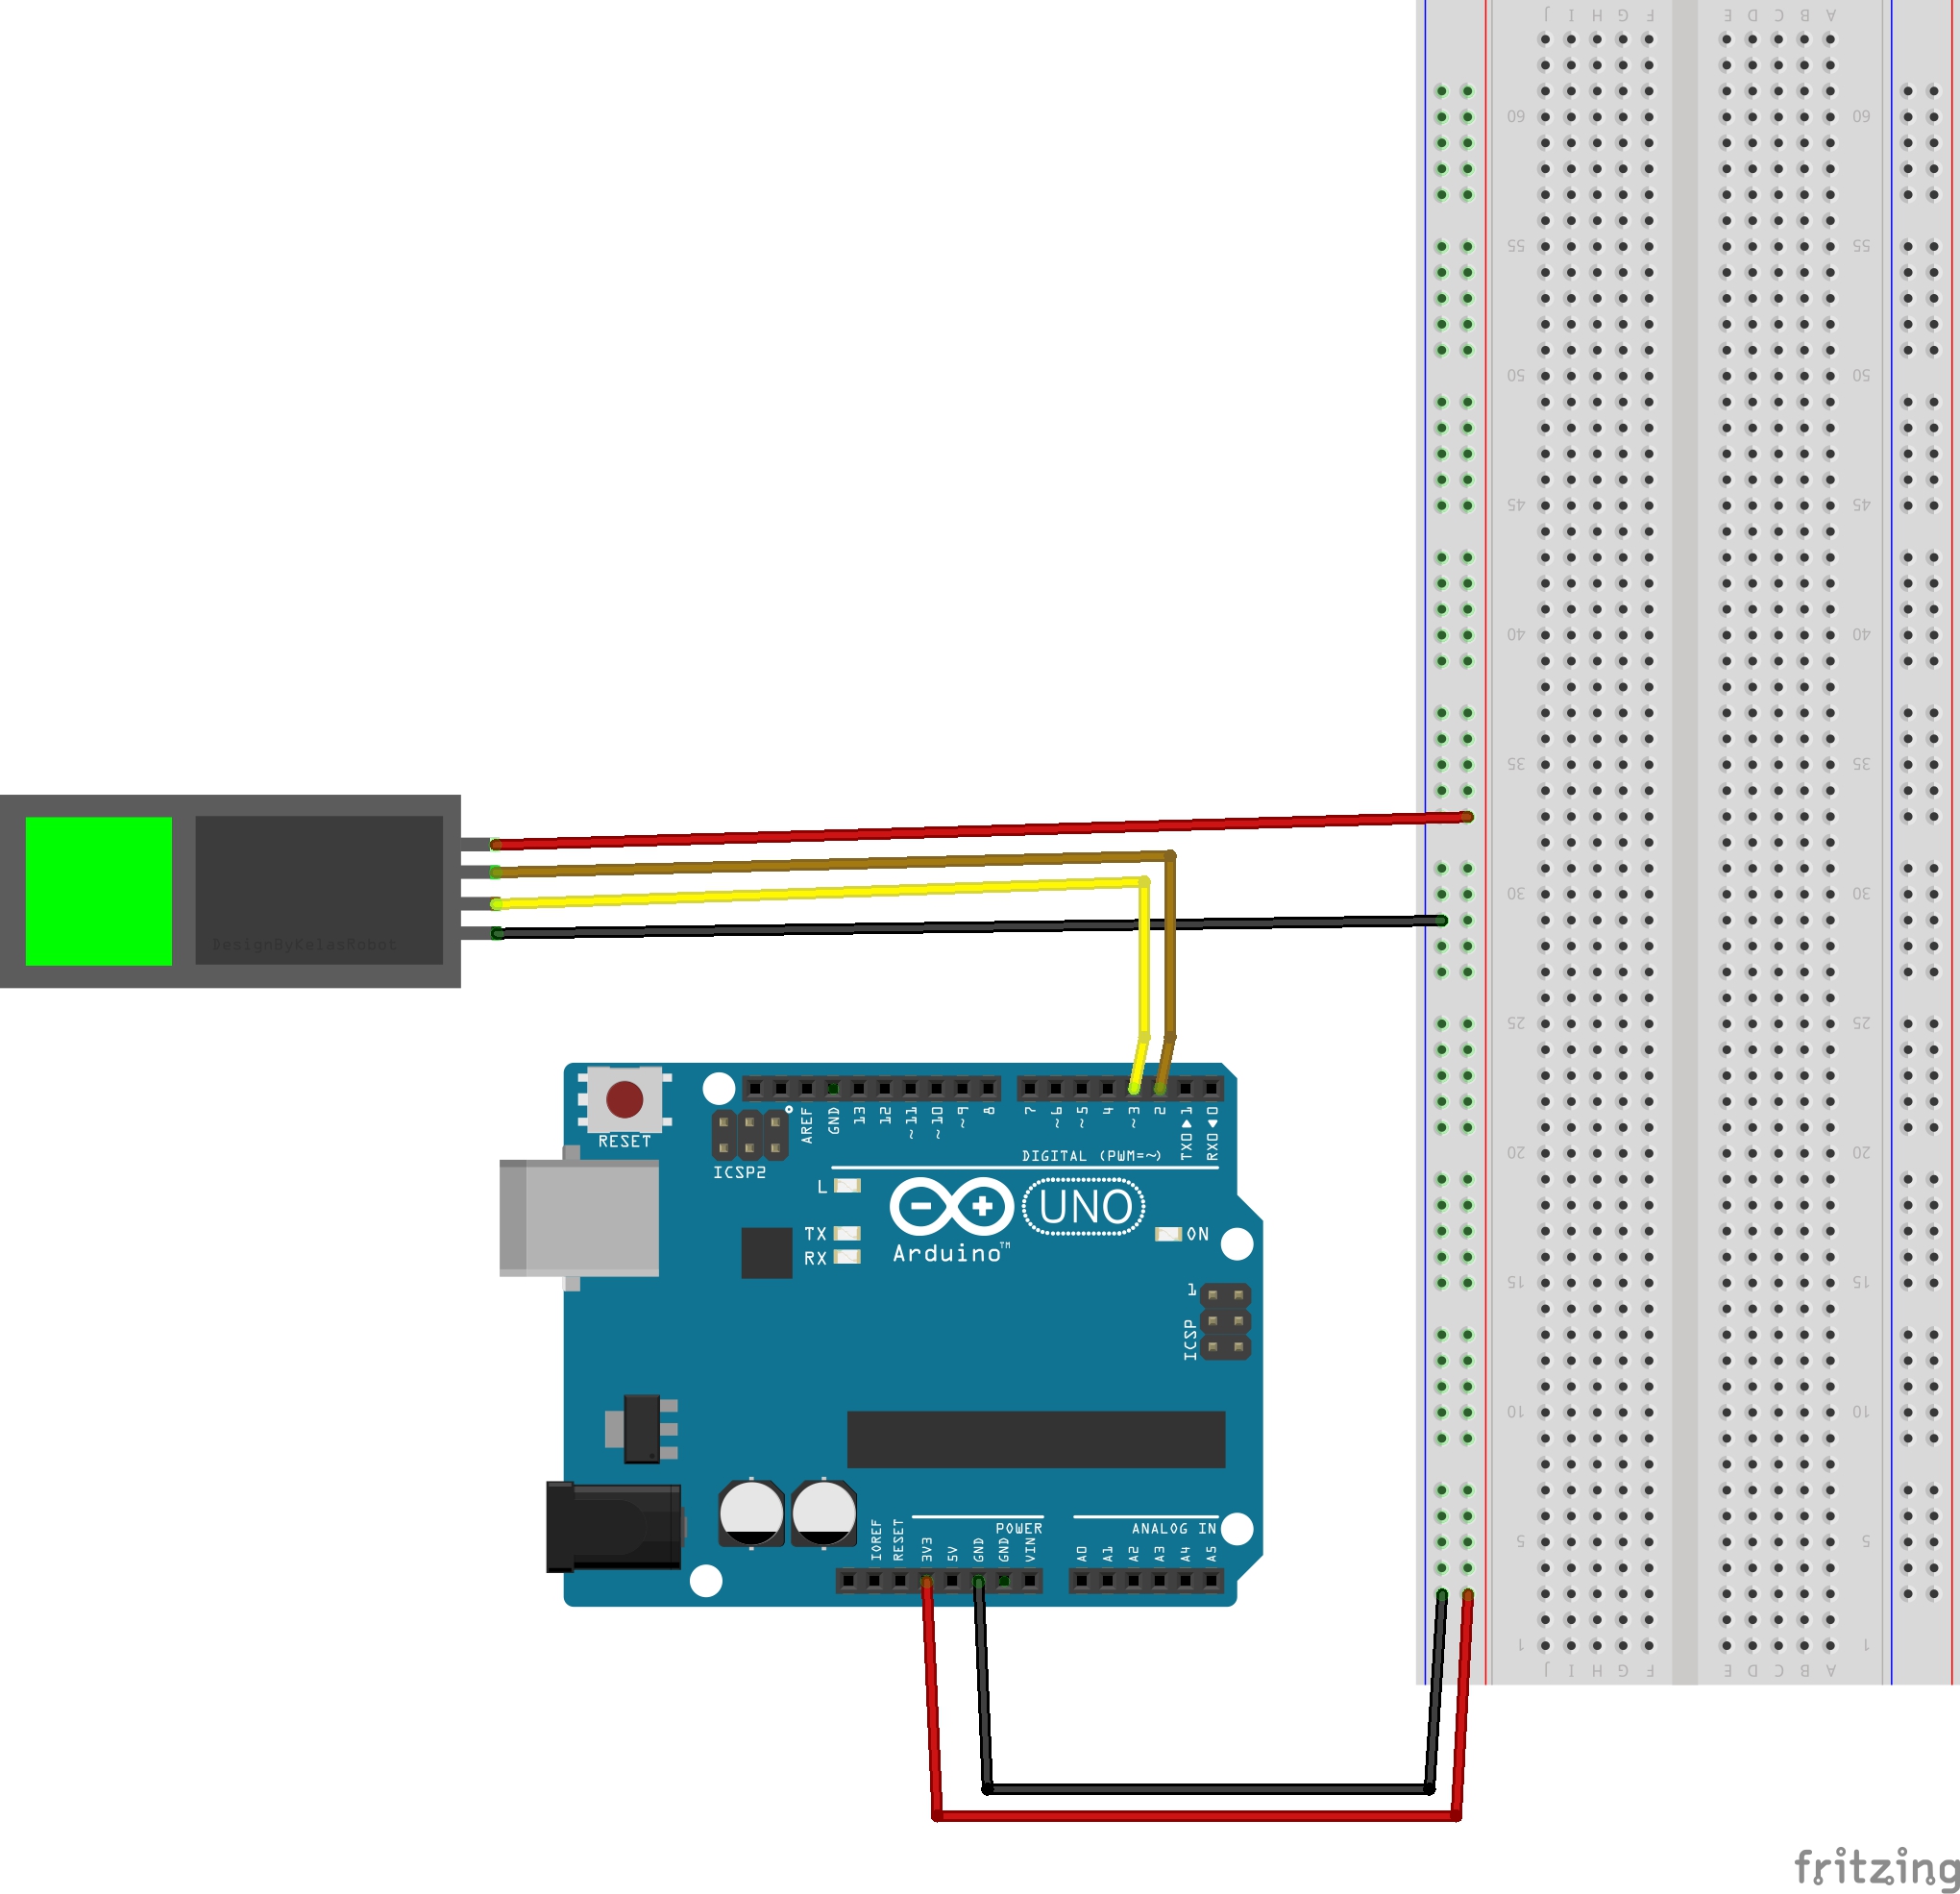 DesignByKelasRobot
RESET
ICSP2
AREF
GND
13
12
~11
~10
~9
8
7
~6
~5
4
~3
2
TX0▶1
RX0◀0
DIGITAL (PWM=~)
RX
TX
L
Arduino™
UNO
ON
ICSP
1
IOREF
RESET
3V3
5V
GND
GND
VIN
POWER
A0
A1
A2
A3
A4
A5
ANALOG IN
1 5 10 15 20 25 30 35 40 45 50 55 60
J J
I I
H H
G G
F F
E E
D D
C C
B B
A A
1 5 10 15 20 25 30 35 40 45 50 55 60
fritzing